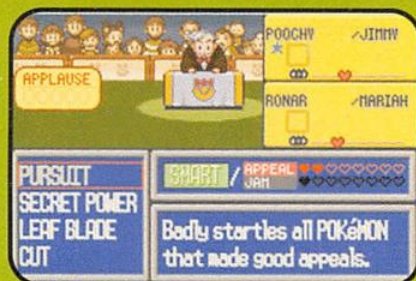 APPLAUSE
POOCHY /JIMMY
RONAR /MARIAH
PURSUIT
SECRET POWER
LEAF BLADE
CUT
SMART / APPEAL
JAM
Badly startles all POKéMON
that made good appeals.